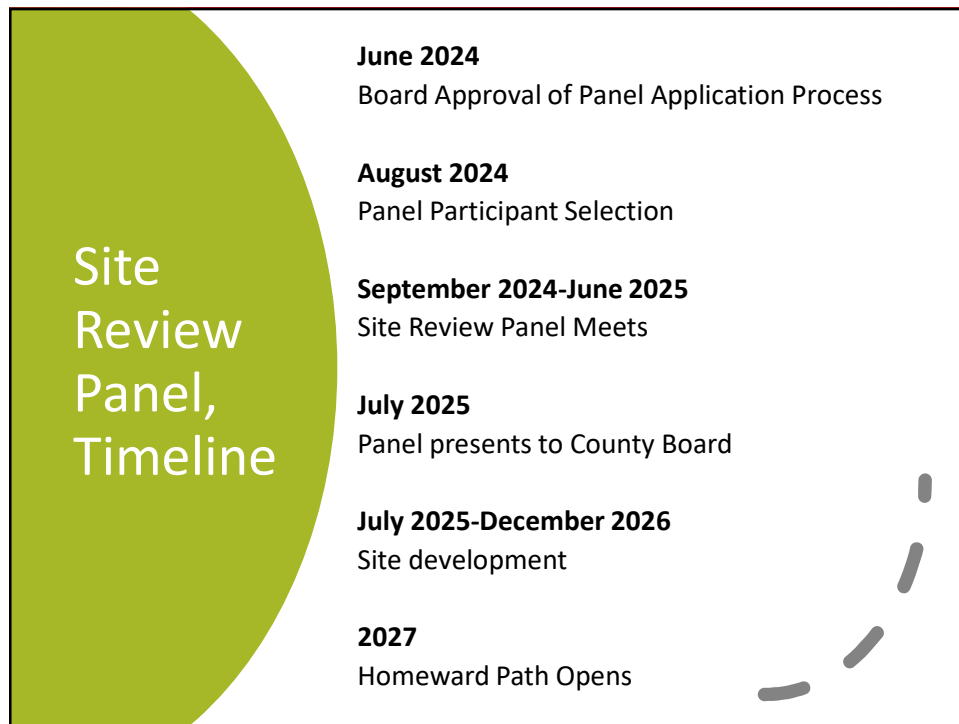 Site
Review
Panel,
Timeline
June 2024
Board Approval of Panel Application Process
August 2024
Panel Participant Selection
September 2024-June 2025
Site Review Panel Meets
July 2025
Panel presents to County Board
July 2025-December 2026
Site development
2027
Homeward Path Opens